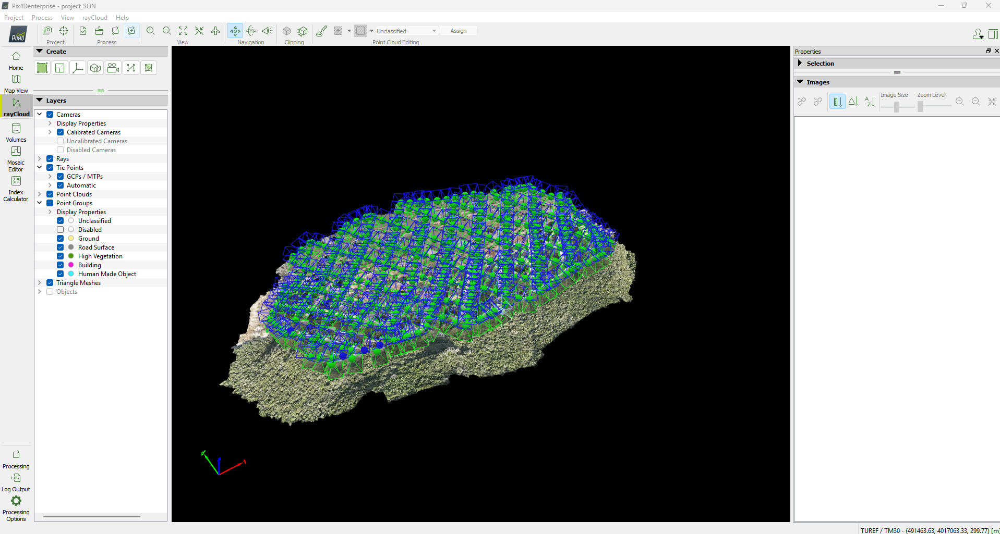 Pix4Denterprise - project_SON
Project Process View rayCloud Help
PIX4D
Unclassified
Assign
Project Process View Navigation Clipping Point Cloud Editing
Home
Map View
rayCloud
Volumes
Mosaic
Editor
Index
Calculator
Processing
LOG
Log Output
Processing
Options
Create
Layers
Cameras
Display Properties
Calibrated Cameras
Uncalibrated Cameras
Disabled Cameras
Rays
Tie Points
GCPs / MTPs
Automatic
Point Clouds
Point Groups
Display Properties
Unclassified
Disabled
Ground
Road Surface
High Vegetation
Building
Human Made Object
Triangle Meshes
Objects
Properties
Selection
Images
Image Size Zoom Level
A
Z
TUREF / TM30 - (491463.63, 4017063.33, 299.77) [m]